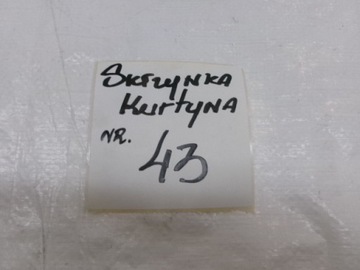 Skrzynka
Kurtyna
NR.
43